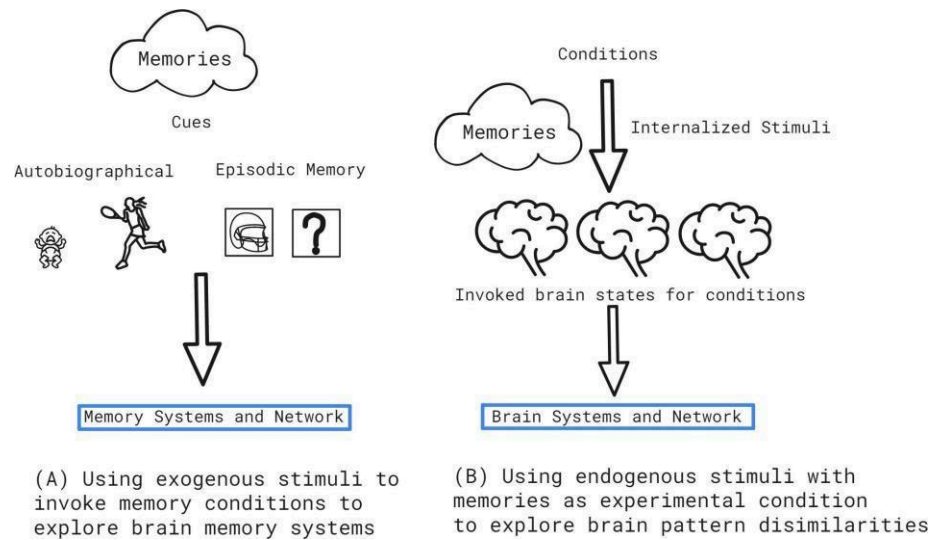 Memories
Cues
Autobiographical
Episodic Memory
?
Memory Systems and Network
(A) Using exogenous stimuli to
invoke memory conditions to
explore brain memory systems
Conditions
Memories
Internalized Stimuli
Invoked brain states for conditions
Brain Systems and Network
(B) Using endogenous stimuli with
memories as experimental condition
to explore brain pattern disimilarities